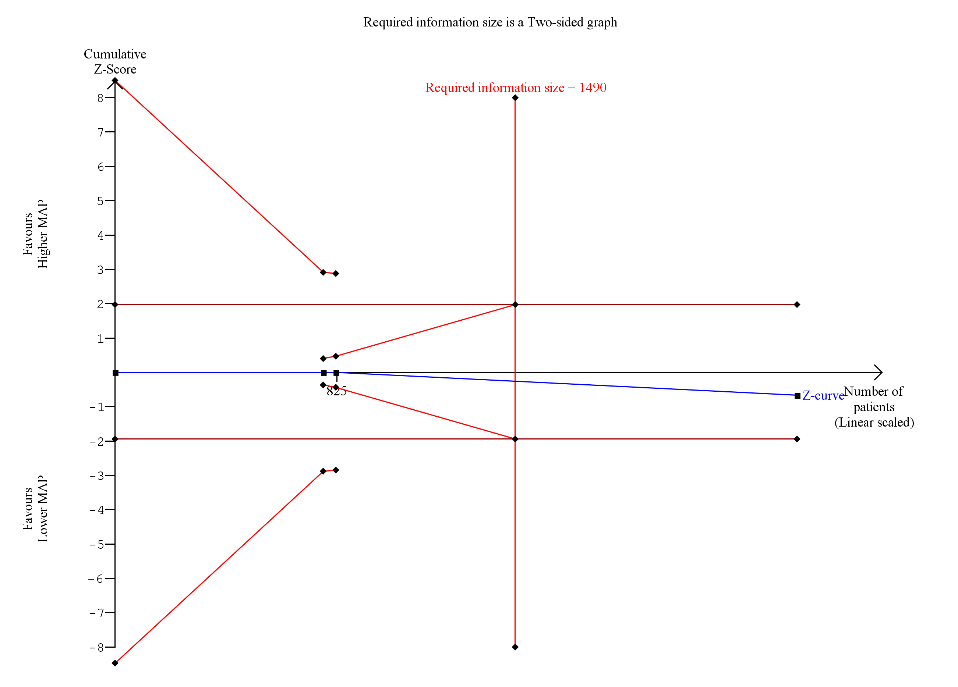 Required information size is a Two-sided graph
Cumulative
Z-Score
Required information size = 1490
8
7
6
5
4
3
2
1
-1
-2
-3
-4
-5
-6
-7
-8
Favours
Higher MAP
Favours
Lower MAP
825
Z-curve
Number of
patients
(Linear scaled)